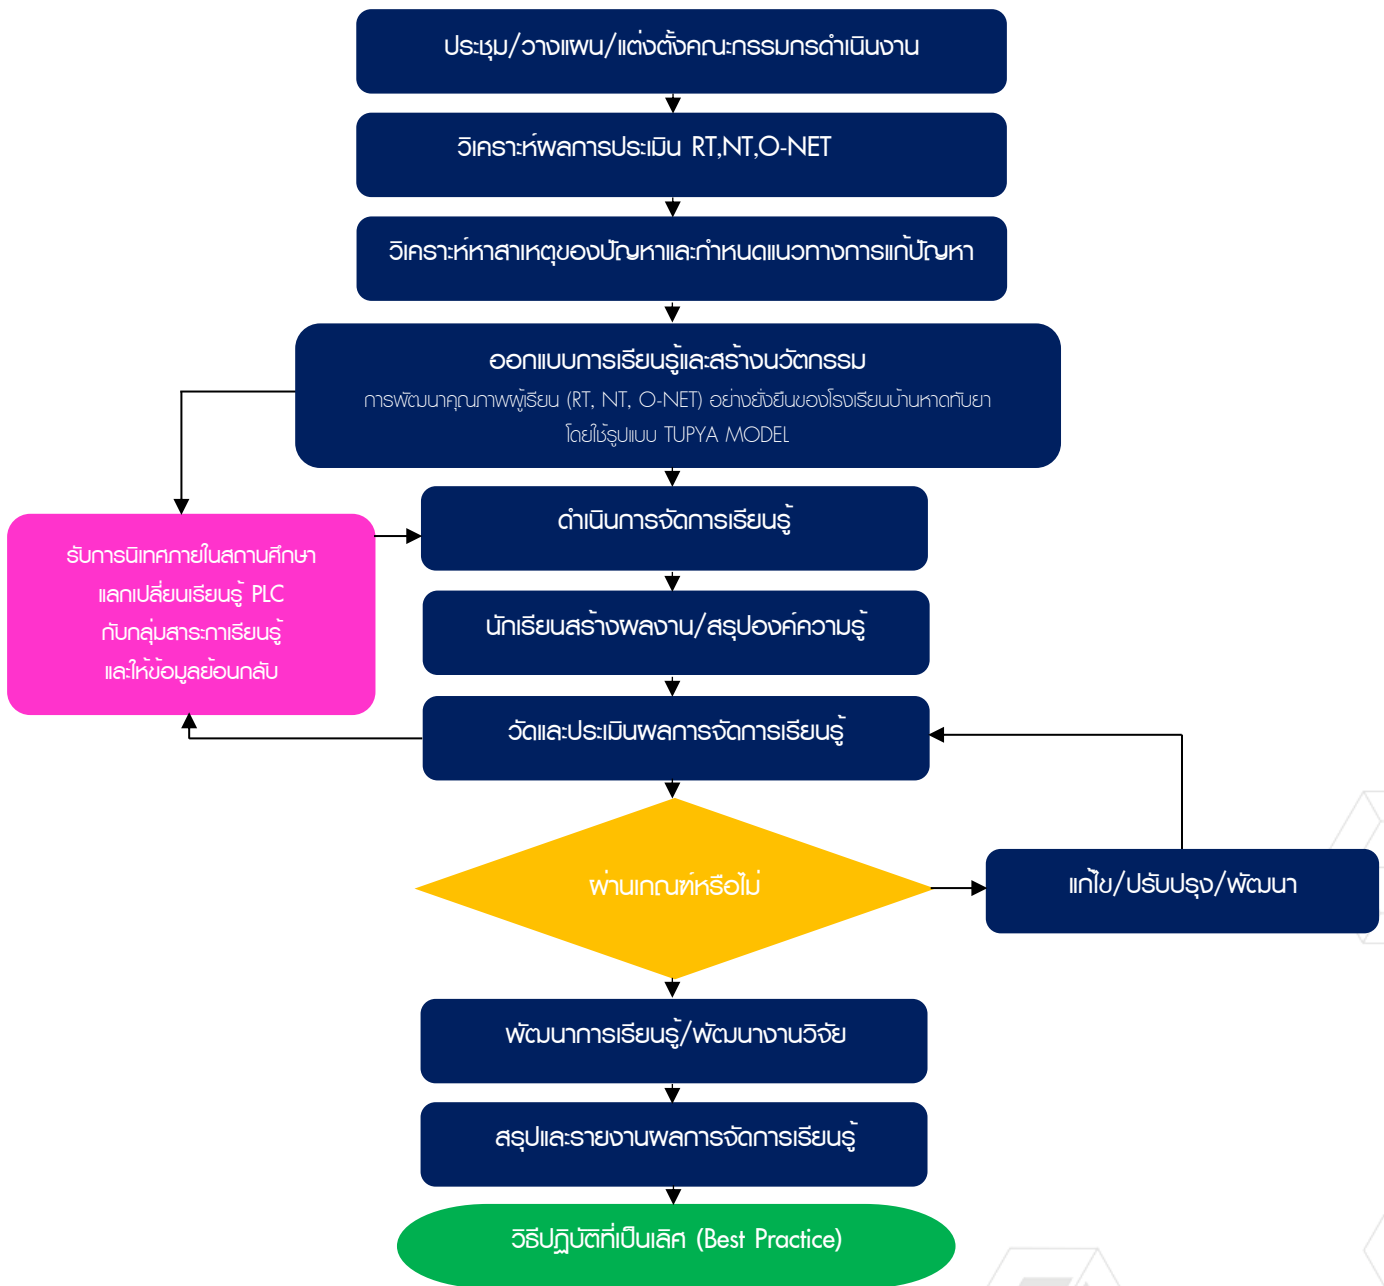 ประชุม/วางแผน/แต่งตั้งคณะกรรมกรดำเนินงาน
วิเคราะห์ผลการประเมิน RT,NT,O-NET
วิเคราะห์หาสาเหตุของปัญหาและกำหนดแนวทางการแก้ปัญหา
ออกแบบการเรียนรู้และสร้างนวัตกรรม
การพัฒนาคุณภาพผู้เรียน (RT, NT, O-NET) อย่างยั่งยืนของโรงเรียนบ้านหาดทับยา
โดยใช้รูปแบบ TUPYA MODEL
ดำเนินการจัดการเรียนรู้
รับการนิเทศภายในสถานศึกษา
แลกเปลี่ยนเรียนรู้ PLC
กับกลุ่มสาระกาเรียนรู้
และให้ข้อมูลย้อนกลับ
นักเรียนสร้างผลงาน/สรุปองค์ความรู้
วัดและประเมินผลการจัดการเรียนรู้
ผ่านเกณฑ์หรือไม่
แก้ไข/ปรับปรุง/พัฒนา
พัฒนาการเรียนรู้/พัฒนางานวิจัย
สรุปและรายงานผลการจัดการเรียนรู้
วิธีปฏิบัติที่เป็นเลิศ (Best Practice)